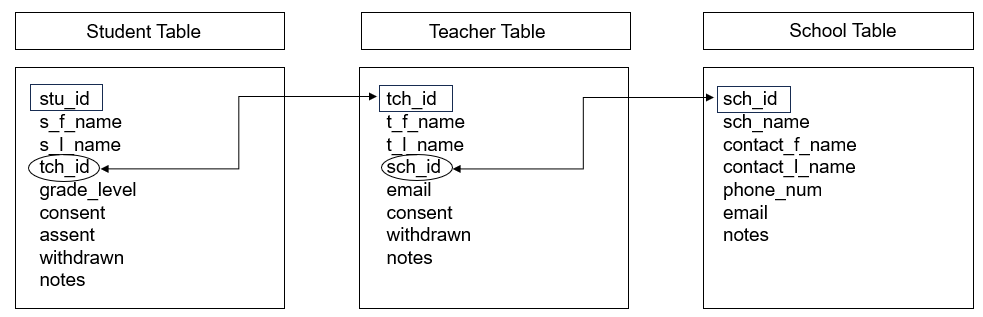 Student Table
stu_id
s_f_name
s_l_name
tch_id
grade_level
consent
assent
withdrawn
notes
Teacher Table
tch_id
t_f_name
t_l_name
sch_id
email
consent
withdrawn
notes
School Table
sch_id
sch_name
contact_f_name
contact_l_name
phone_num
email
notes